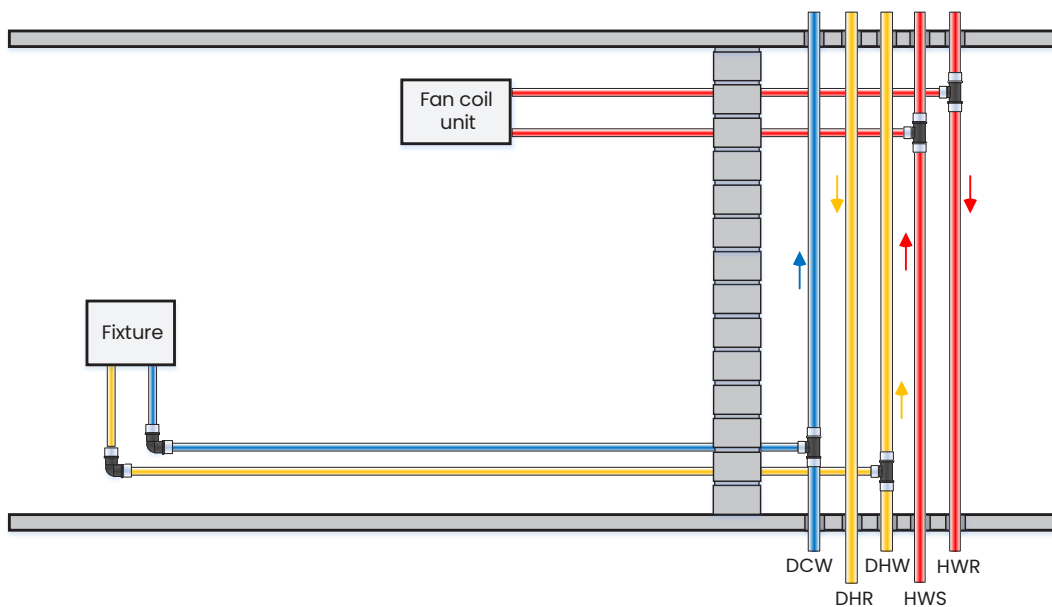 Fan coil
unit
Fixture
DCW
DHW
HWR
DHR
HWS